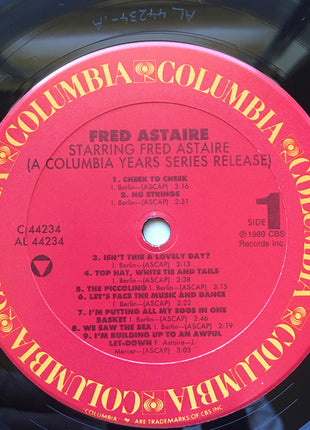 AL 44234-A
COLUMBIA COLUMBIA COLUMBIA COLUMBIA
FRED ASTAIRE
STARRING FRED ASTAIRE
(A COLUMBIA YEARS SERIES RELEASE)
1. CHEEK TO CHEEK
I. Berlin—(ASCAP) 3:16
2. NO STRINGS
I. Berlin—(ASCAP) 2:31
C 44234
AL 44234
SIDE 1
℗ 1989 CBS
Records Inc.
3. ISN'T THIS A LOVELY DAY?
I. Berlin—(ASCAP) 3:13
4. TOP HAT, WHITE TIE AND TAILS
I. Berlin—(ASCAP)
5. THE PICCOLINO I. Berlin—(ASCAP) 3:15
6. LET'S FACE THE MUSIC AND DANCE
I. Berlin—(ASCAP)
7. I'M PUTTING ALL MY EGGS IN ONE
BASKET I. Berlin—(ASCAP) 2:46
8. WE SAW THE SEA I. Berlin—(ASCAP) 2:19
9. I'M BUILDING UP TO AN AWFUL
LET-DOWN F. Astaire—J.
Mercer—(ASCAP) 3:03
COLUMBIA, ARE TRADEMARKS OF CBS INC.